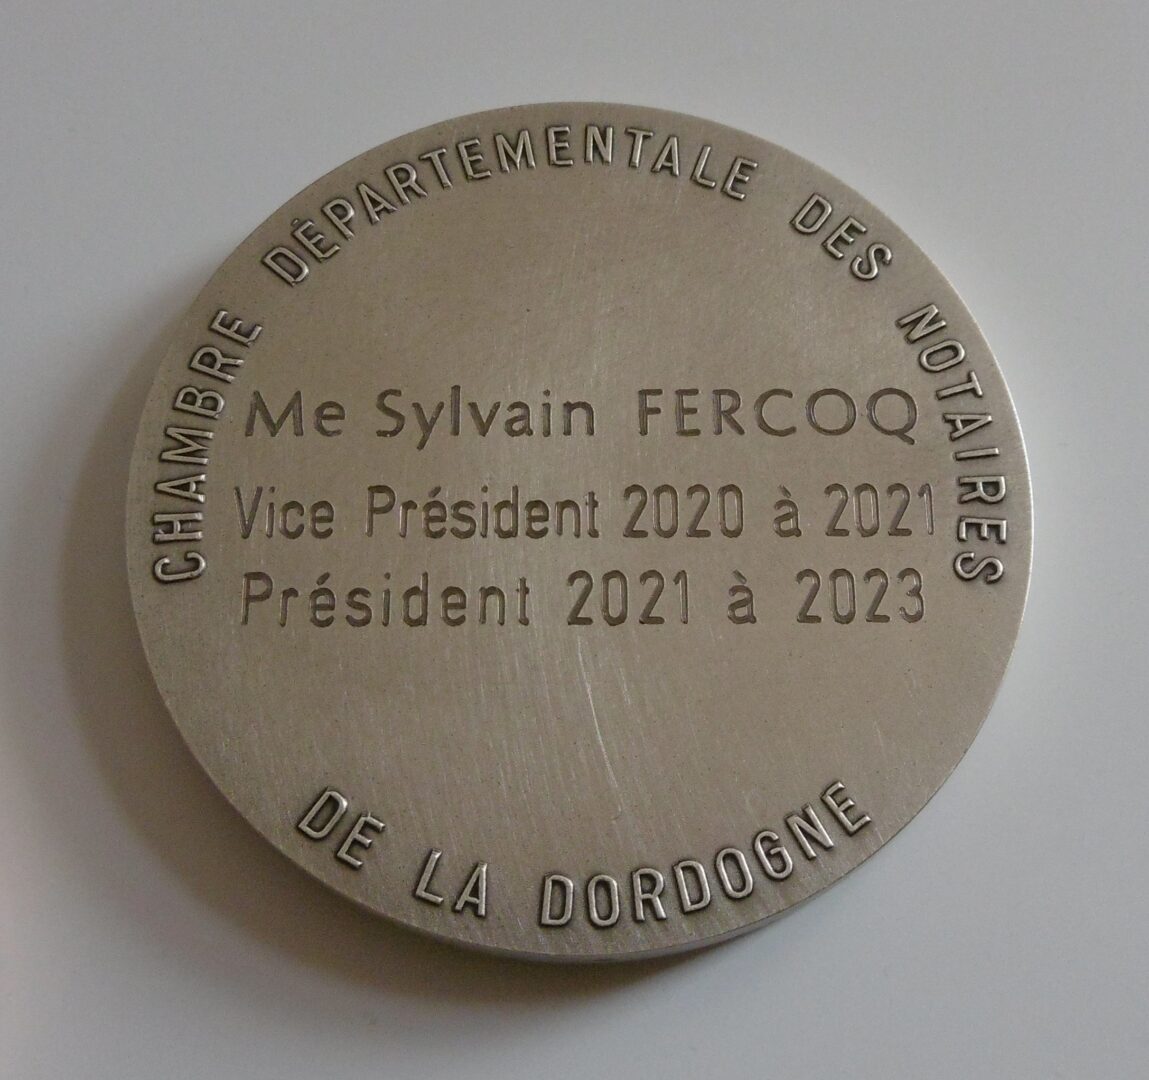 CHAMBRE DÉPARTEMENTALE DES NOTAIRES
Me Sylvain FERCOQ
Vice Président 2020 à 2021
Président 2021 à 2023
DE LA DORDOGNE